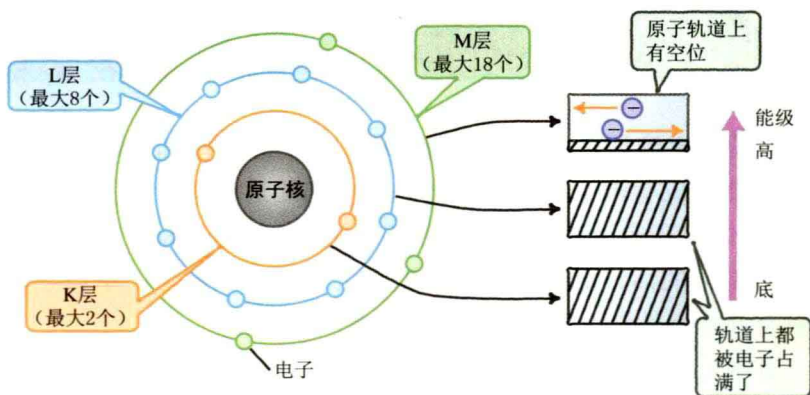 原子轨道上
有空位
M层
（最大18个）
L层
（最大8个）
能级
高
原子核
K层
（最大2个）
底
轨道上都
被电子占
满了
电子